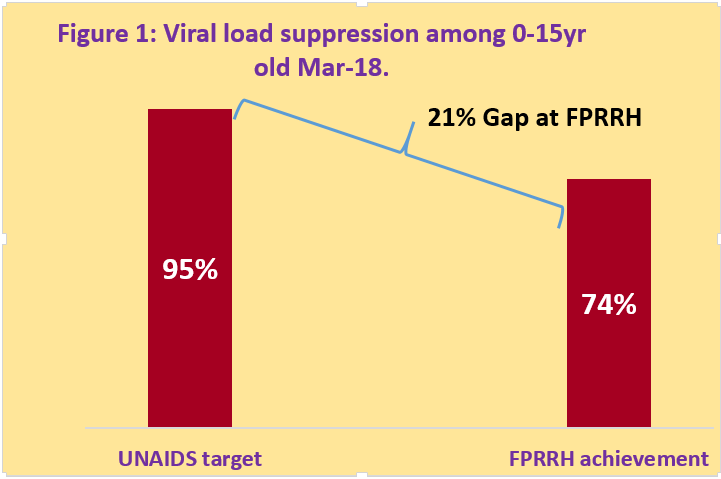 Figure 1: Viral load suppression among 0-15yr
old Mar-18.
21% Gap at FPRRH
95%
74%
UNAIDS target
FPRRH achievement